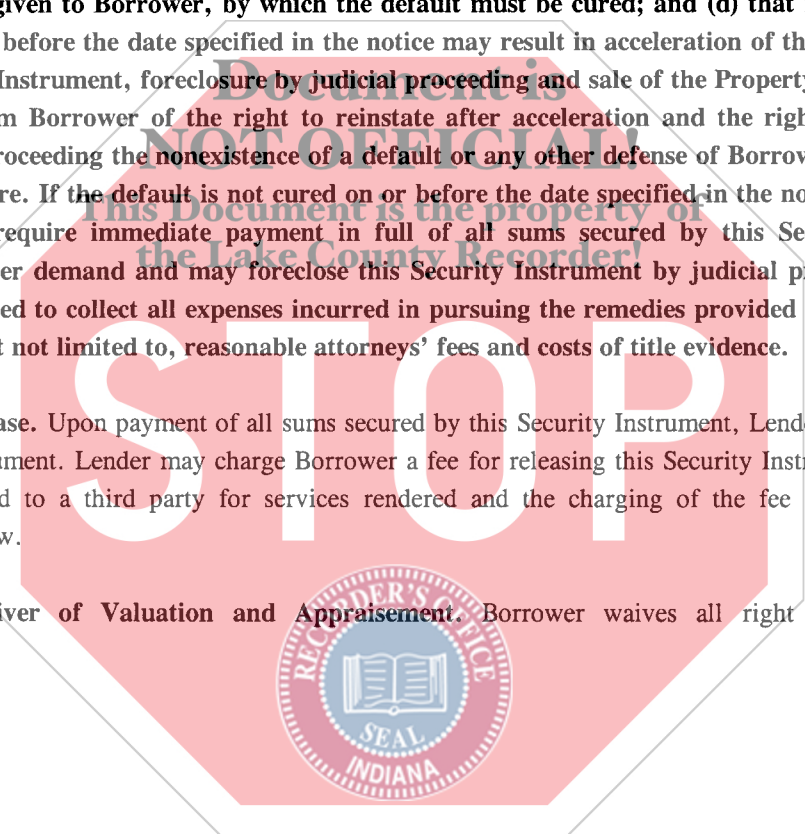 given to Borrower, by which the default must be cured; and (d) that
before the date specified in the notice may result in acceleration of th
Instrument, foreclosure by judicial proceeding and sale of the Property
m Borrower of the right to reinstate after acceleration and the righ
roceeding the nonexistence of a default or any other defense of Borrow
re. If the default is not cured on or before the date specified in the no
require immediate payment in full of all sums secured by this Se
er demand and may foreclose this Security Instrument by judicial p
ed to collect all expenses incurred in pursuing the remedies provided
t not limited to, reasonable attorneys' fees and costs of title evidence.
ase. Upon payment of all sums secured by this Security Instrument, Lend
ument. Lender may charge Borrower a fee for releasing this Security Inst
d to a third party for services rendered and the charging of the fee
w.
iver of Valuation and Appraisement. Borrower waives all right
Document is
NOT OFFICIAL!
This Document is the property of
the Lake County Recorder!
STOP
RECORDER'S OFFICE
SEAL
INDIANA